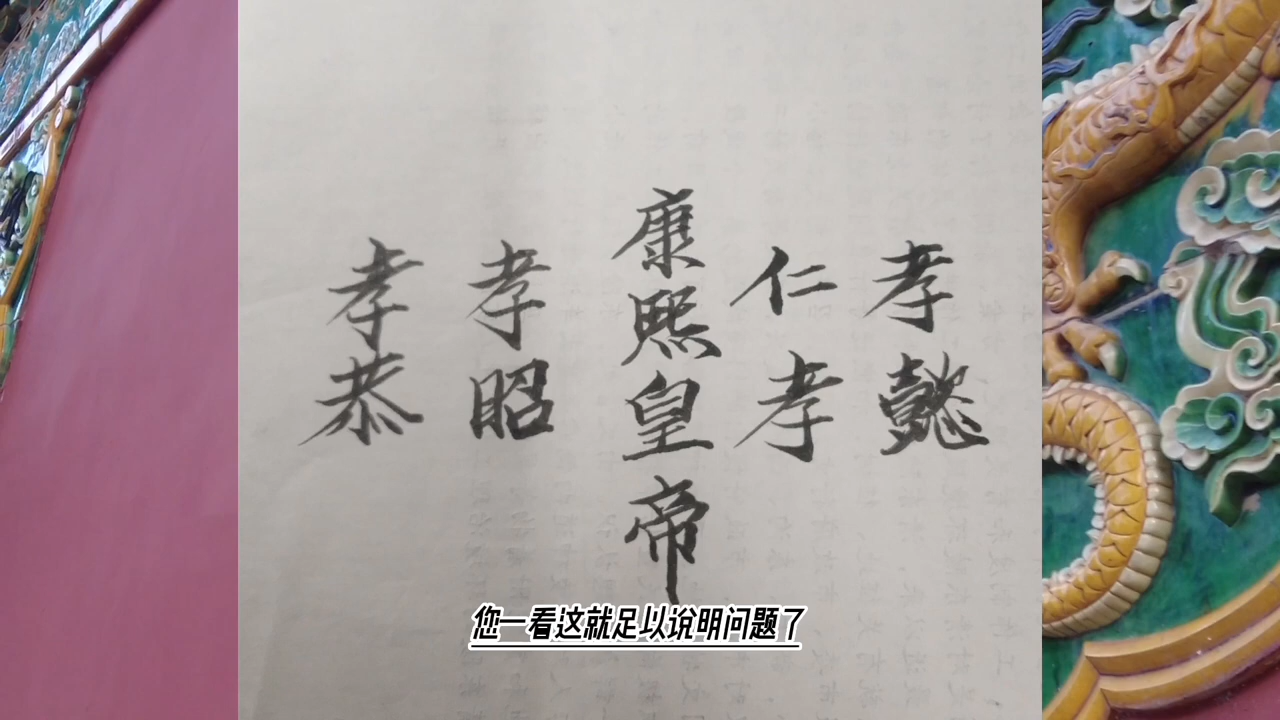 孝懿
仁孝
康熙皇帝
孝昭
孝恭
您一看这就足以说明问题了